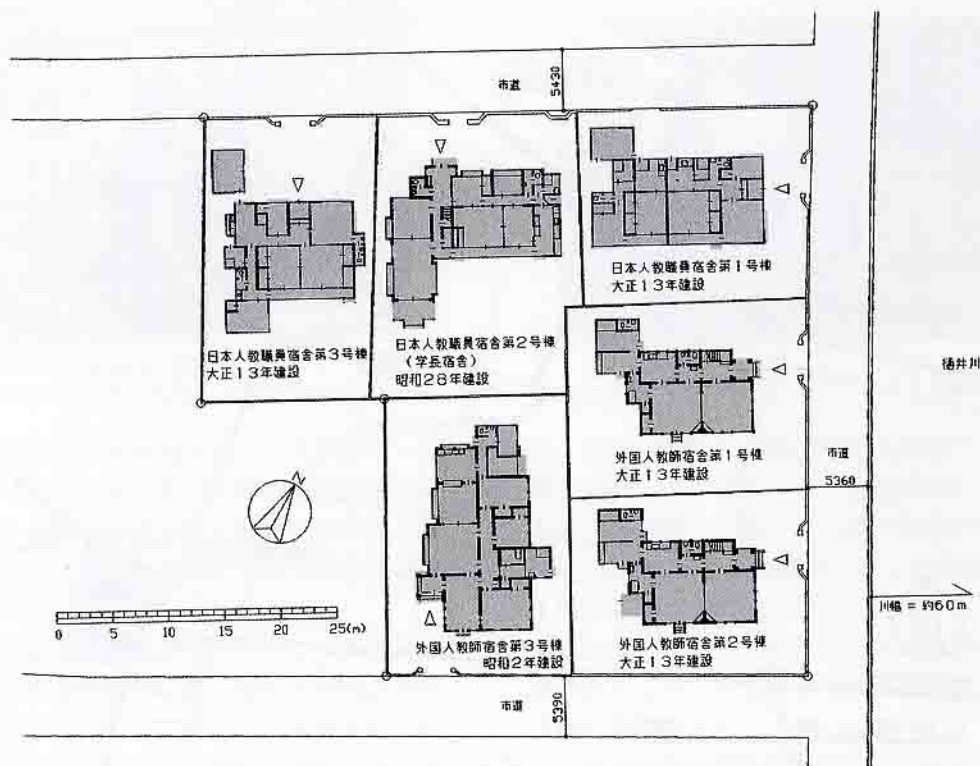 市道
5430
日本人教職員宿舎第1号棟
大正13年建設
日本人教職員宿舎第2号棟
(学長宿舎)
昭和28年建設
日本人教職員宿舎第3号棟
大正13年建設
樋井川
外国人教師宿舎第1号棟
大正13年建設
市道
5360
N
0 5 10 15 20 25(m)
川幅=約60m
外国人教師宿舎第3号棟
昭和2年建設
外国人教師宿舎第2号棟
大正13年建設
市道
5390